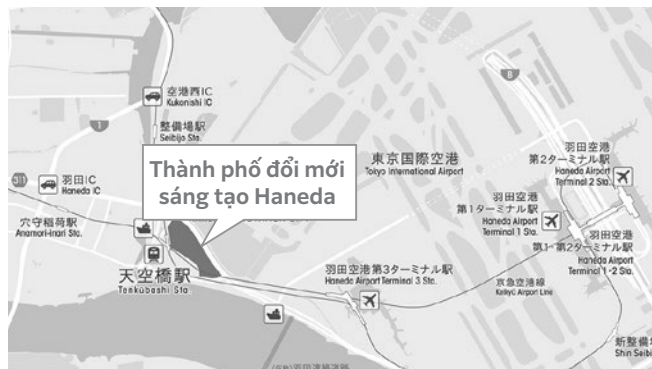 空港西IC
Kukonishi IC
整備場駅
Seibijo Sta.
1
8
羽田IC
Haneda IC
穴守稲荷駅
Anamori-inari Sta.
Thành phố đổi mới
sáng tạo Haneda
東京国際空港
Tokyo International Airport
羽田空港
第2ターミナル駅
Haneda Airport
Terminal 2 Sta.
羽田空港
第1ターミナル駅
Haneda Airport
Terminal 1 Sta.
羽田空港
第1・第2ターミナル駅
Haneda Airport
Terminal 1·2 Sta.
天空橋駅
Tenkubashi Sta.
羽田空港第3ターミナル駅
Haneda Airport Terminal 3 Sta.
京急空港線
Keikyū Airport Line
新整備場
Shin Seibi